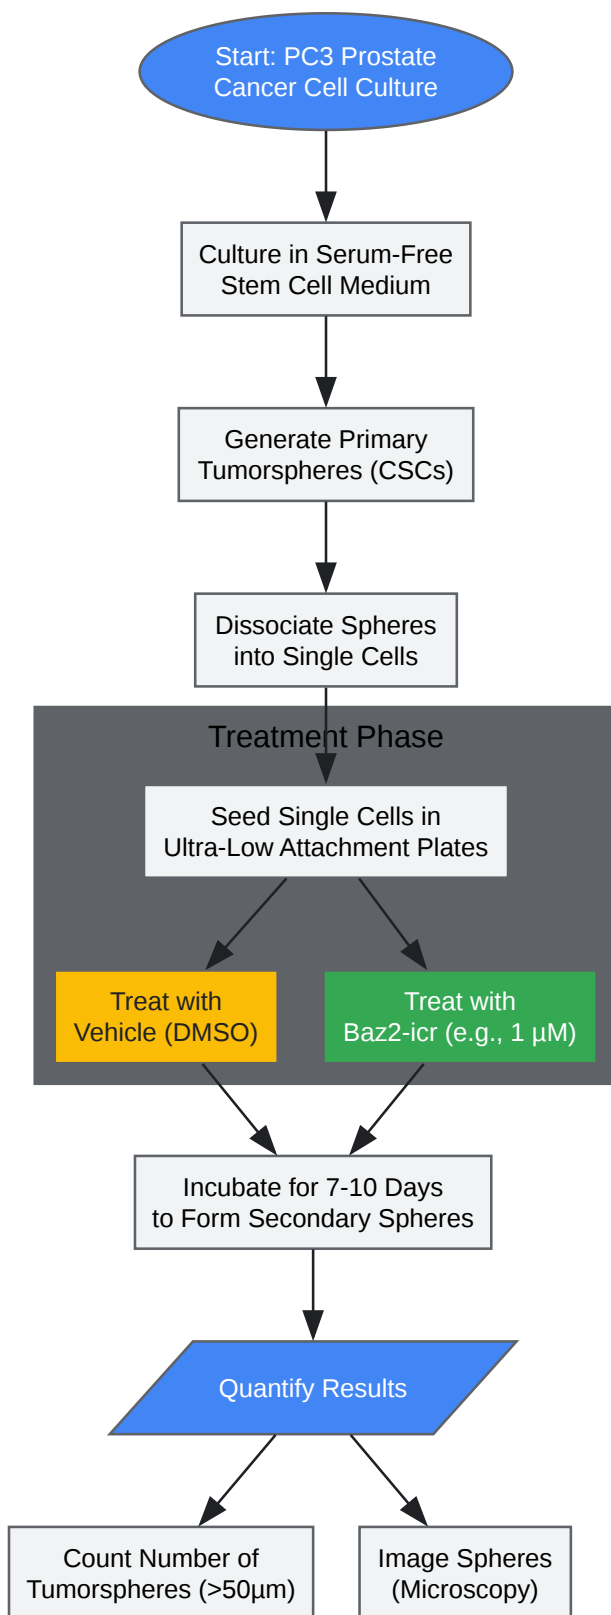 Start: PC3 Prostate
Cancer Cell Culture
Culture in Serum-Free
Stem Cell Medium
Generate Primary
Tumorspheres (CSCs)
Dissociate Spheres
into Single Cells
Treatment Phase
Seed Single Cells in
Ultra-Low Attachment Plates
Treat with
Vehicle (DMSO)
Treat with
Baz2-icr (e.g., 1 µM)
Incubate for 7-10 Days
to Form Secondary Spheres
Quantify Results
Count Number of
Tumorspheres (>50µm)
Image Spheres
(Microscopy)